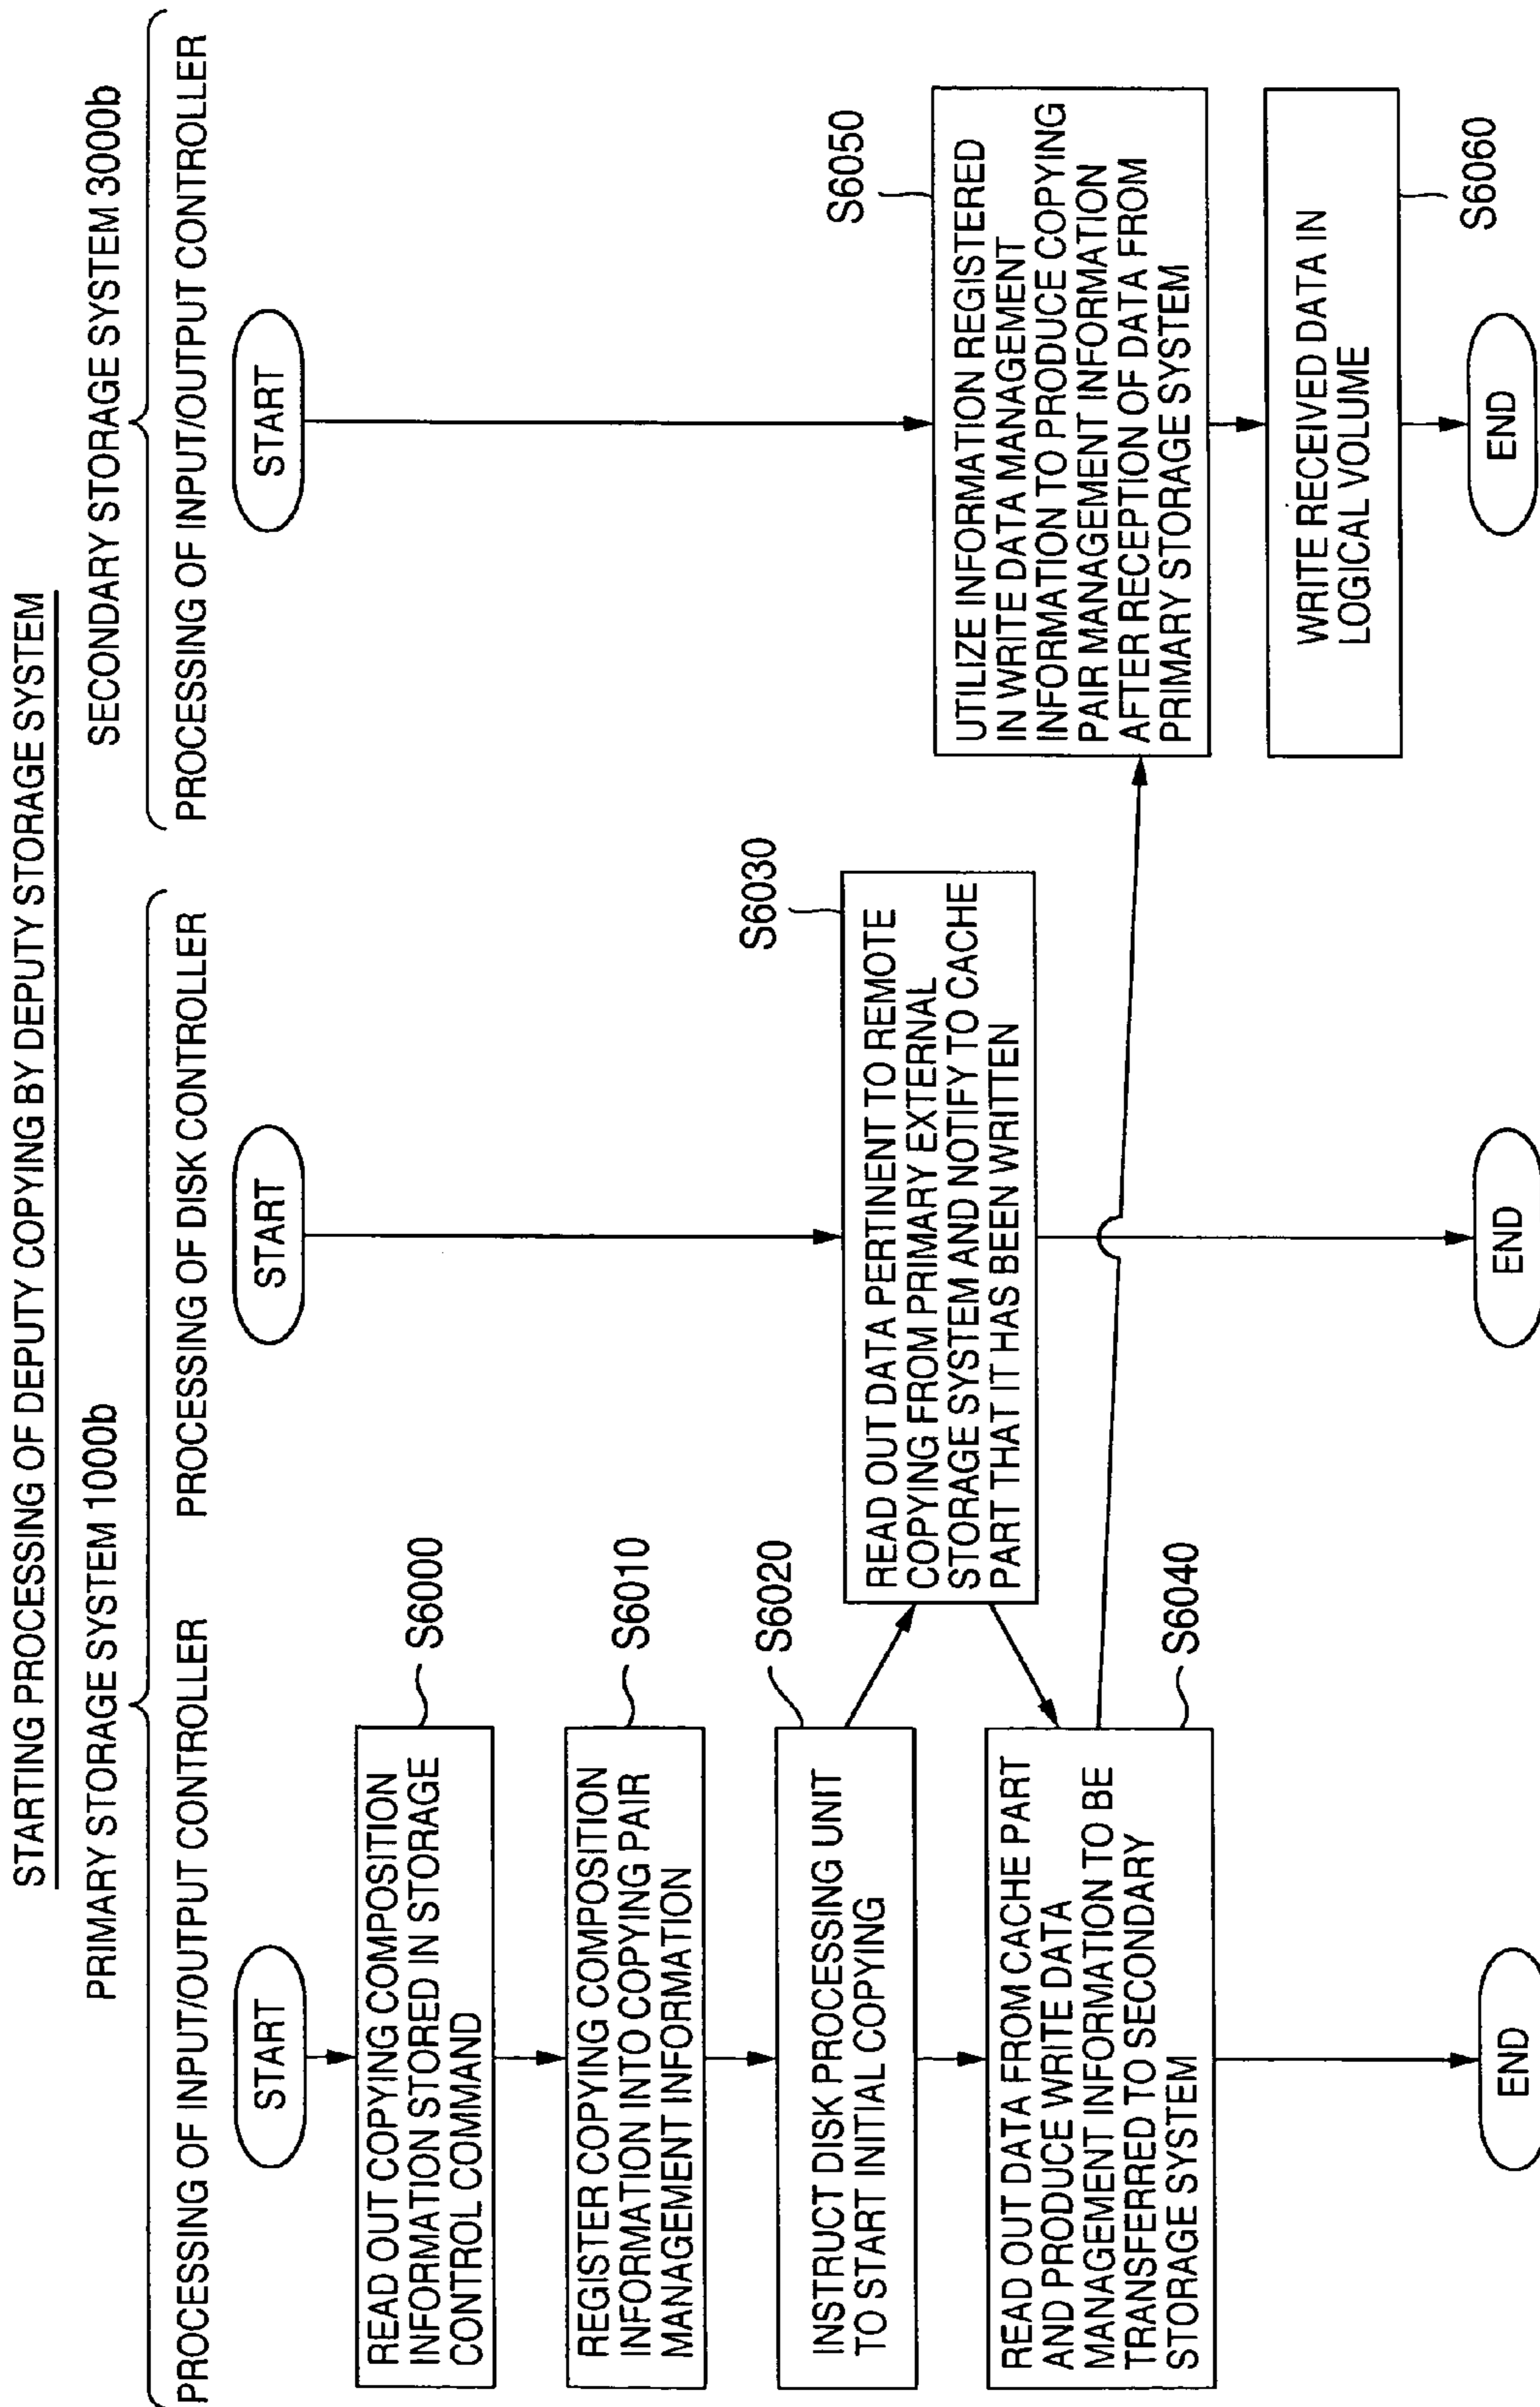 STARTING PROCESSING OF DEPUTY COPYING BY DEPUTY STORAGE SYSTEM
PRIMARY STORAGE SYSTEM 1000b
PROCESSING OF INPUT/OUTPUT CONTROLLER
START
READ OUT COPYING COMPOSITION
INFORMATION STORED IN STORAGE
CONTROL COMMAND
S6000
REGISTER COPYING COMPOSITION
INFORMATION INTO COPYING PAIR
MANAGEMENT INFORMATION
S6010
INSTRUCT DISK PROCESSING UNIT
TO START INITIAL COPYING
S6020
READ OUT DATA FROM CACHE PART
AND PRODUCE WRITE DATA
MANAGEMENT INFORMATION TO BE
TRANSFERRED TO SECONDARY
STORAGE SYSTEM
S6040
END
PROCESSING OF DISK CONTROLLER
START
S6030
READ OUT DATA PERTINENT TO REMOTE
COPYING FROM PRIMARY EXTERNAL
STORAGE SYSTEM AND NOTIFY TO CACHE
PART THAT IT HAS BEEN WRITTEN
END
SECONDARY STORAGE SYSTEM 3000b
PROCESSING OF INPUT/OUTPUT CONTROLLER
START
S6050
UTILIZE INFORMATION REGISTERED
IN WRITE DATA MANAGEMENT
INFORMATION TO PRODUCE COPYING
PAIR MANAGEMENT INFORMATION
AFTER RECEPTION OF DATA FROM
PRIMARY STORAGE SYSTEM
WRITE RECEIVED DATA IN
LOGICAL VOLUME
S6060
END